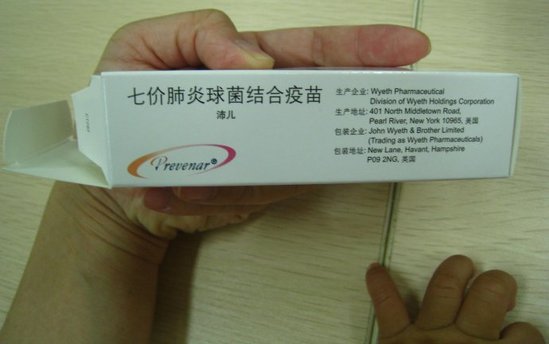 七价肺炎球菌结合疫苗
沛儿
Prevenar®
生产企业: Wyeth Pharmaceutical
Division of Wyeth Holdings Corporation
生产地址: 401 North Middletown Road,
Pearl River, New York 10965, 美国
包装企业: John Wyeth & Brother Limited
(Trading as Wyeth Pharmaceuticals)
包装地址: New Lane, Havant, Hampshire
P09 2NG, 英国